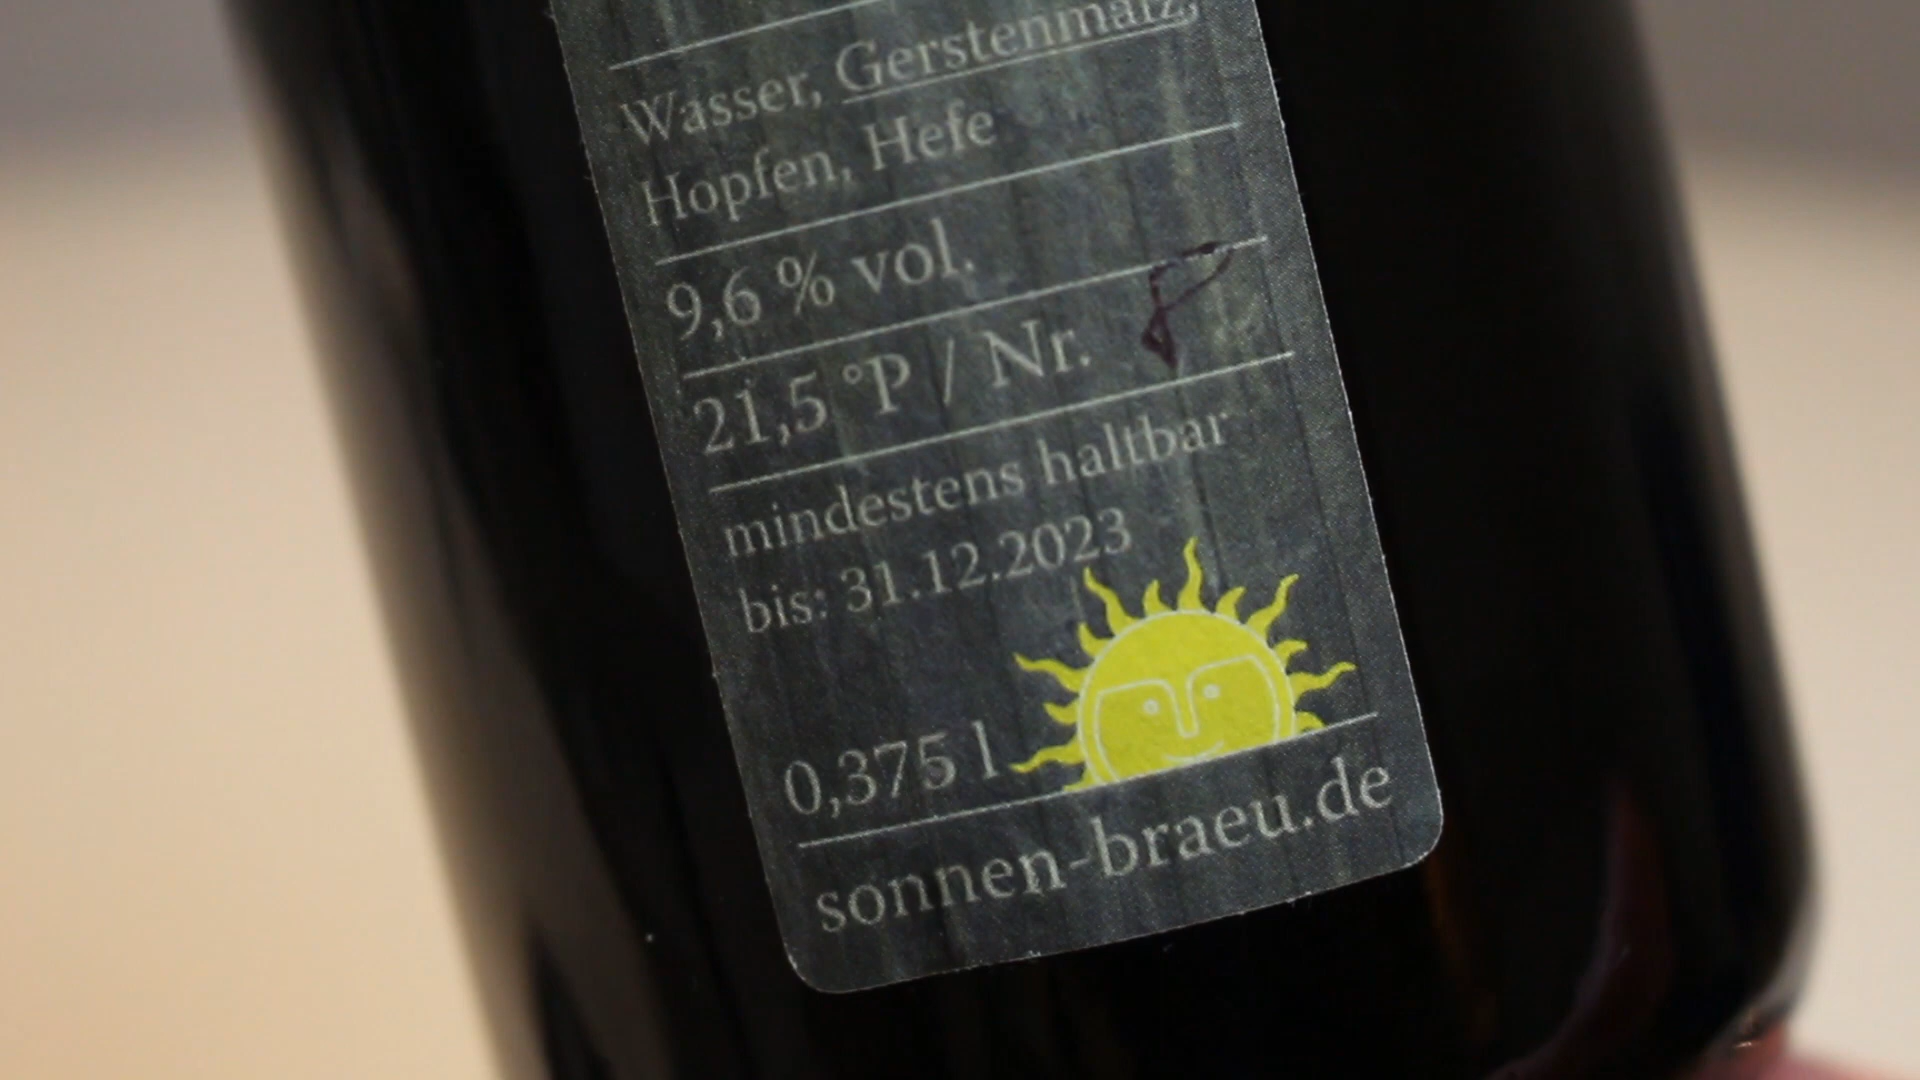 Wasser, Gerstenmalz,
Hopfen, Hefe
9,6 % vol.
21,5 °P / Nr.
mindestens haltbar
bis: 31.12.2023
0,375 l
sonnen-braeu.de